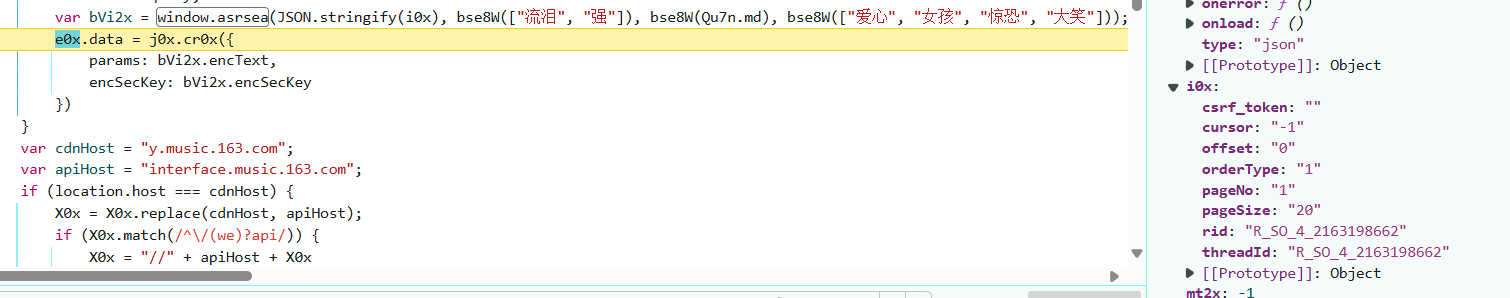 var bVi2x = window.asrsea(JSON.stringify(i0x), bse8W(["流泪", "强"]), bse8W(Qu7n.md), bse8W(["爱心", "女孩", "惊恐", "大笑"]));
e0x.data = j0x.cr0x({
params: bVi2x.encText,
encSecKey: bVi2x.encSecKey
})
}
var cdnHost = "y.music.163.com";
var apiHost = "interface.music.163.com";
if (location.host === cdnHost) {
X0x = X0x.replace(cdnHost, apiHost);
if (X0x.match(/^\/(we)?api/)) {
X0x = "//" + apiHost + X0x
onerror: ƒ ()
onload: ƒ ()
type: "json"
[[Prototype]]: Object
i0x:
csrf_token: ""
cursor: "-1"
offset: "0"
orderType: "1"
pageNo: "1"
pageSize: "20"
rid: "R_SO_4_2163198662"
threadId: "R_SO_4_2163198662"
[[Prototype]]: Object
mt2x: -1